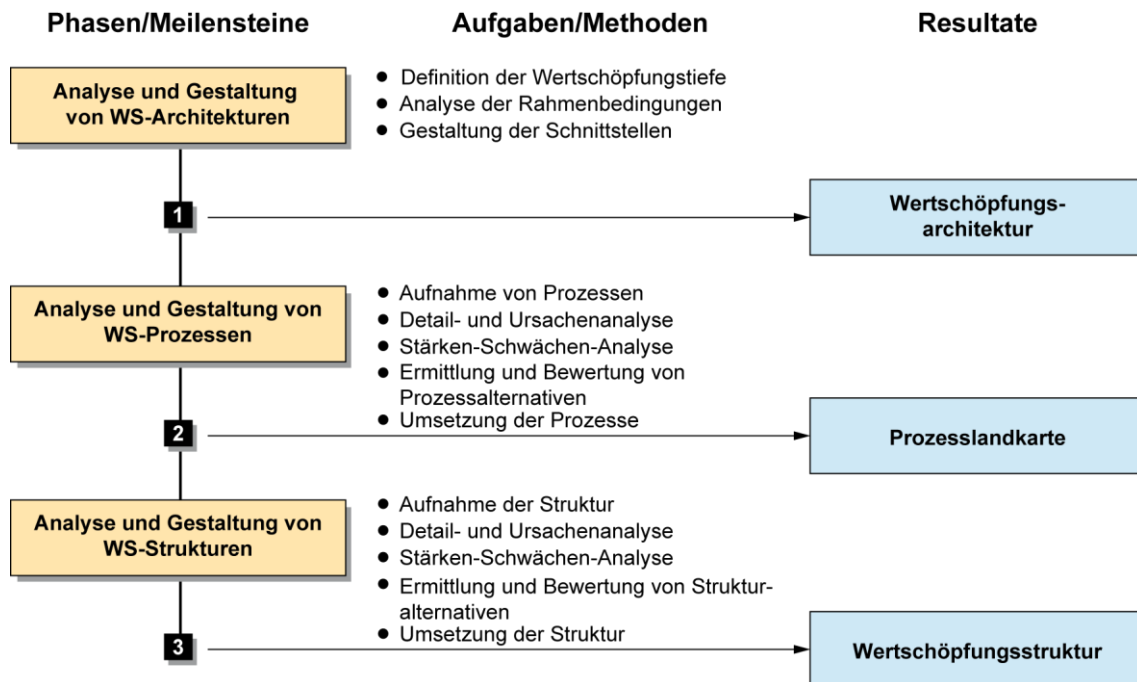 Phasen/Meilensteine
Aufgaben/Methoden
Resultate
Analyse und Gestaltung
von WS-Architekturen
● Definition der Wertschöpfungstiefe
● Analyse der Rahmenbedingungen
● Gestaltung der Schnittstellen
1
Wertschöpfungs-
architektur
Analyse und Gestaltung von
WS-Prozessen
● Aufnahme von Prozessen
● Detail- und Ursachenanalyse
● Stärken-Schwächen-Analyse
● Ermittlung und Bewertung von
Prozessalternativen
● Umsetzung der Prozesse
2
Prozesslandkarte
Analyse und Gestaltung von
WS-Strukturen
● Aufnahme der Struktur
● Detail- und Ursachenanalyse
● Stärken-Schwächen-Analyse
● Ermittlung und Bewertung von Struktur-
alternativen
● Umsetzung der Struktur
3
Wertschöpfungsstruktur